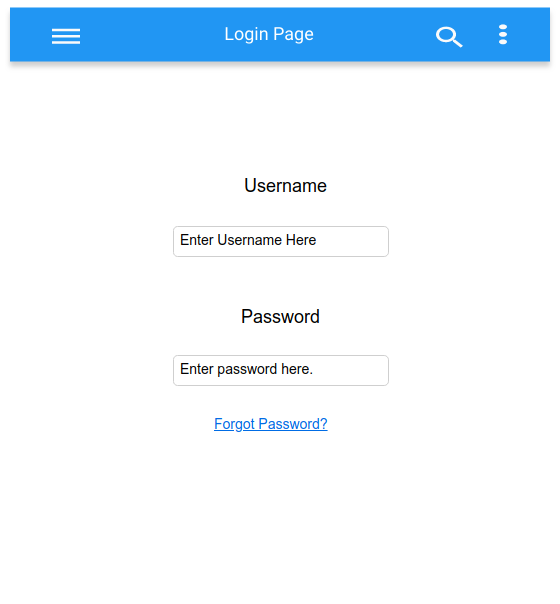 Login Page
Username
Enter Username Here
Password
Enter password here.
Forgot Password?